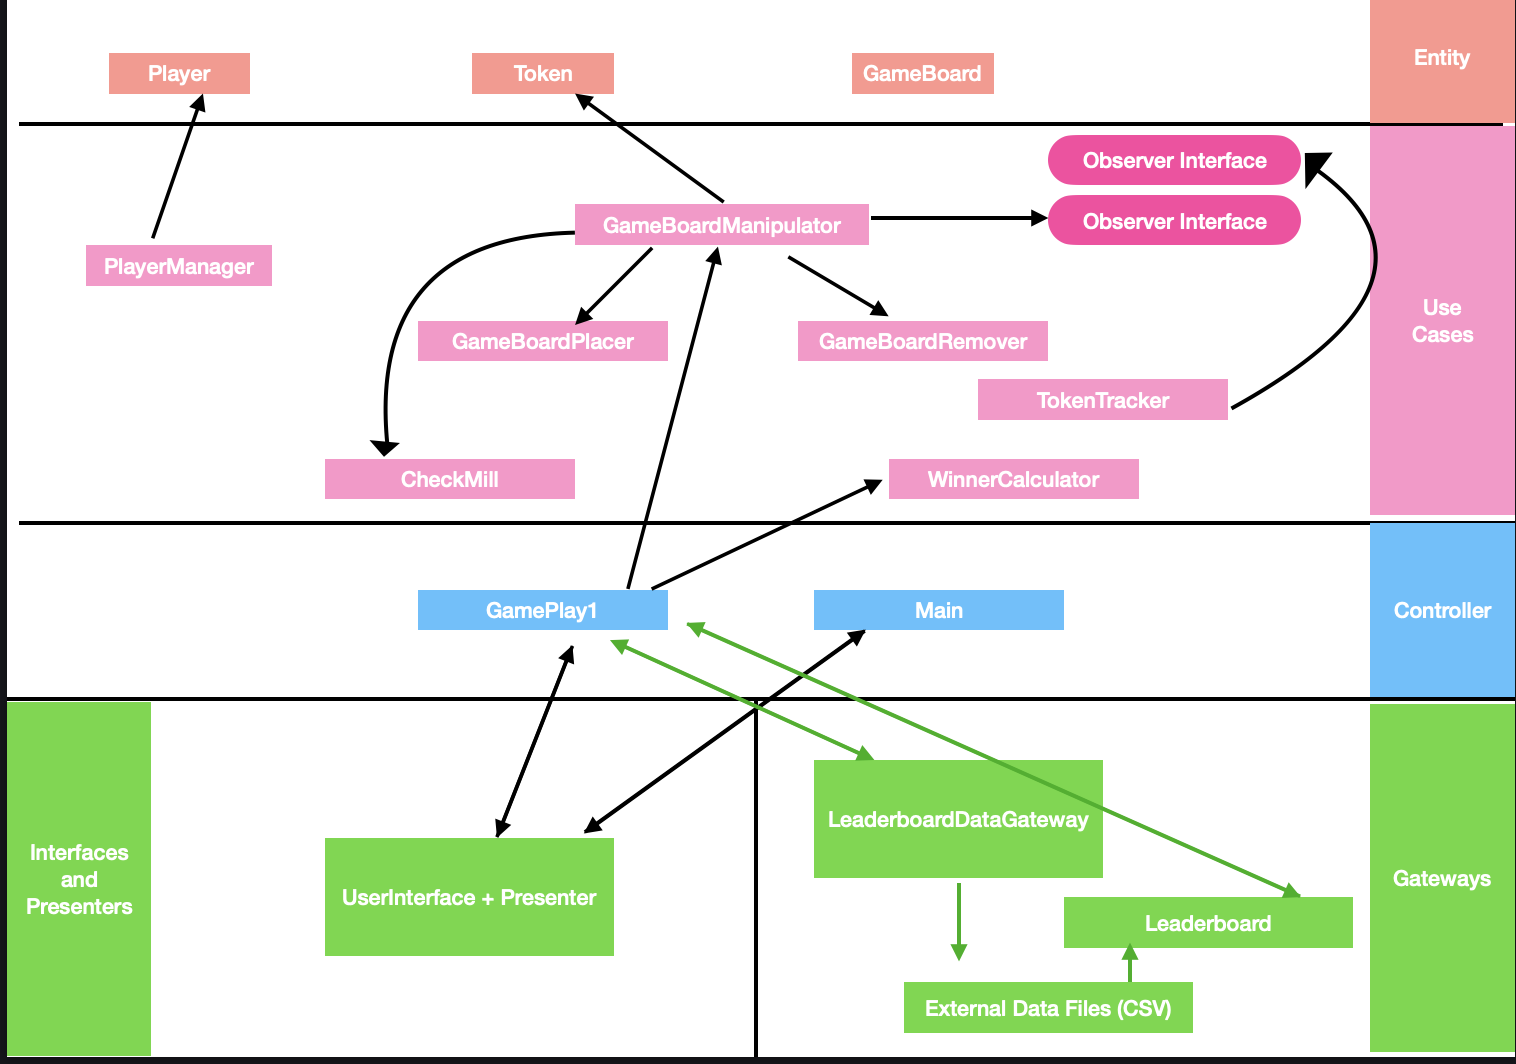 Player
Token
GameBoard
Entity
Observer Interface
GameBoardManipulator
Observer Interface
PlayerManager
GameBoardPlacer
GameBoardRemover
Use
Cases
TokenTracker
CheckMill
WinnerCalculator
GamePlay1
Main
Controller
Interfaces
and
Presenters
UserInterface + Presenter
LeaderboardDataGateway
Gateways
Leaderboard
External Data Files (CSV)